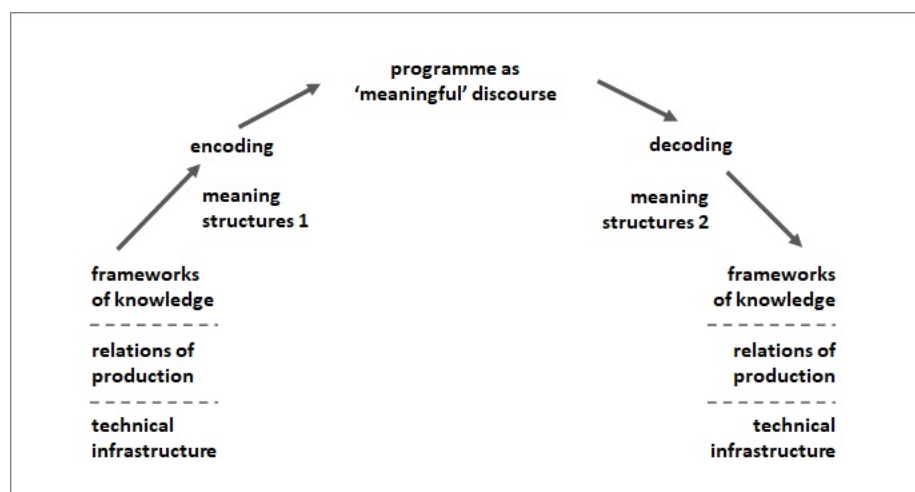 programme as
‘meaningful’ discourse
encoding
decoding
meaning
structures 1
meaning
structures 2
frameworks
of knowledge
frameworks
of knowledge
relations of
production
relations of
production
technical
infrastructure
technical
infrastructure